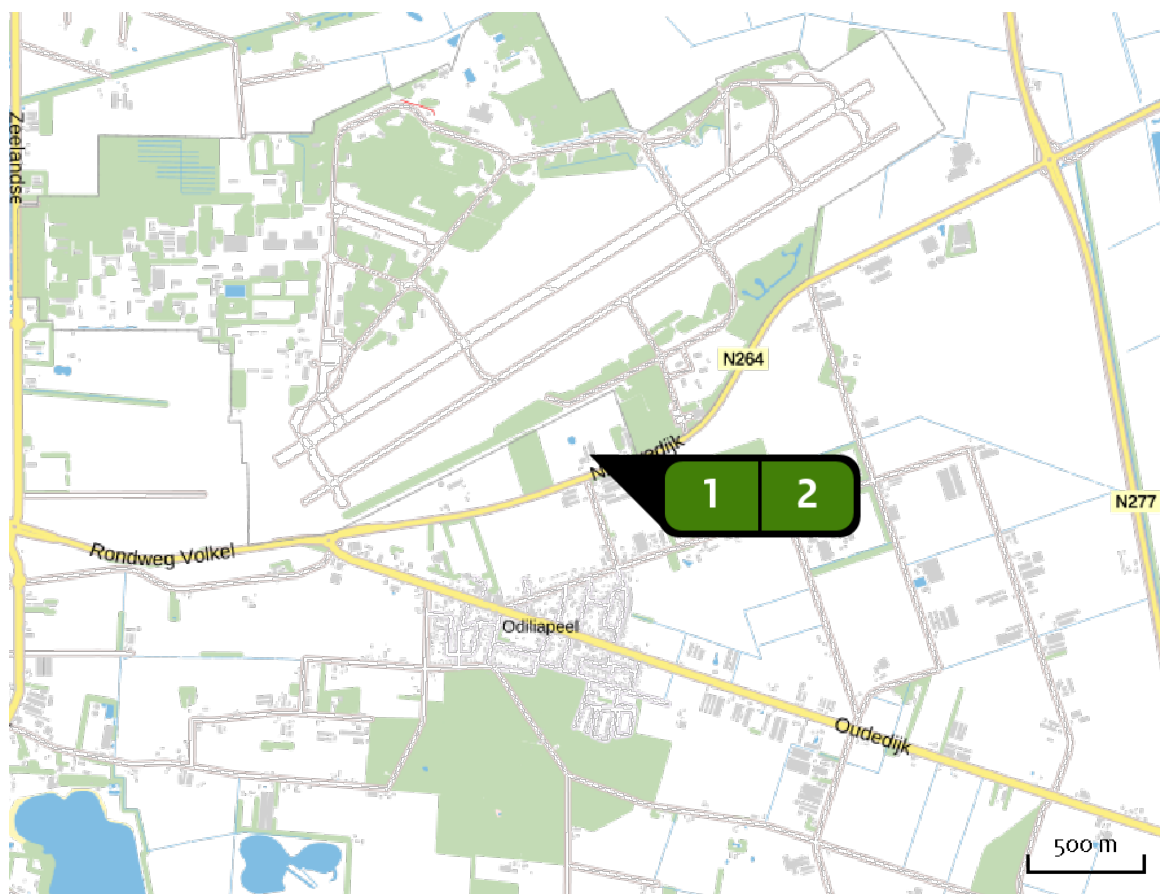 Zeelandse
N264
1 2
N277
Rondweg Volkel
Odiliapeel
Oudedijk
500 m